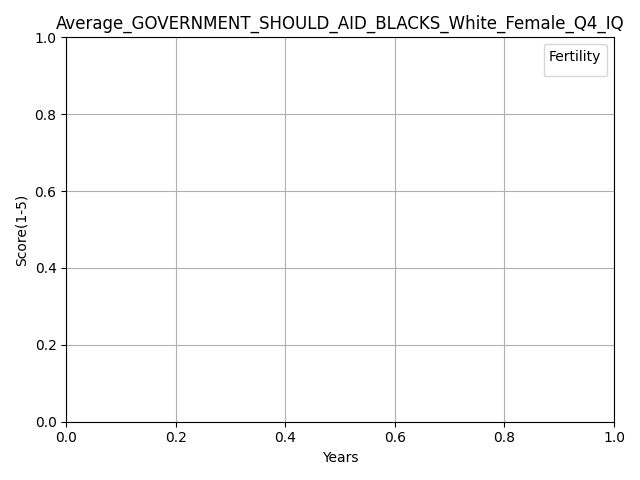 Average_GOVERNMENT_SHOULD_AID_BLACKS_White_Female_Q4_IQ
Fertility
1.0
0.8
0.6
0.4
0.2
0.0
Score(1-5)
0.0 0.2 0.4 0.6 0.8 1.0
Years